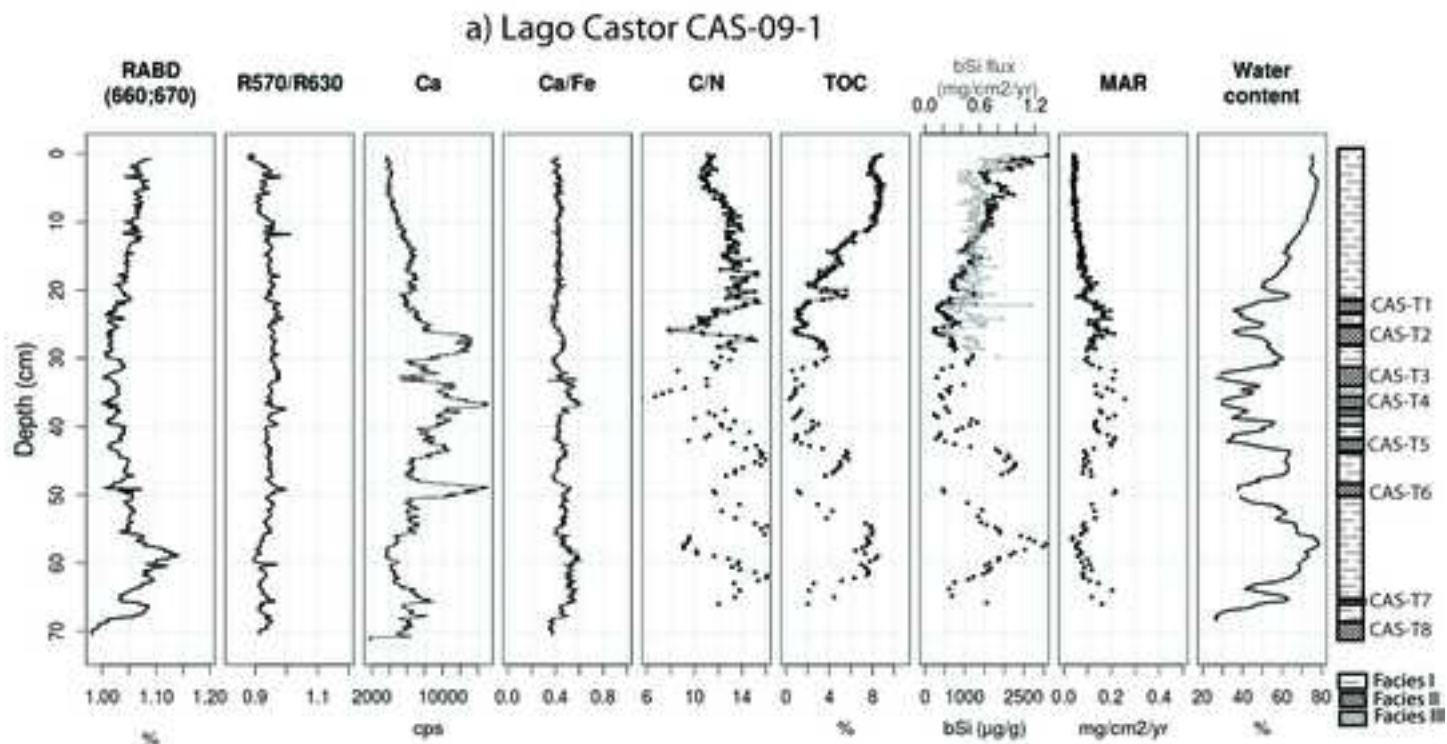 a) Lago Castor CAS-09-1
RABD
(660;670)
R570/R630
Ca
Ca/Fe
C/N
TOC
bSi flux
(mg/cm2/yr)
0.0 0.6 1.2
MAR
Water
content
Depth (cm)
0
10
20
30
40
50
60
70
CAS-T1
CAS-T2
CAS-T3
CAS-T4
CAS-T5
CAS-T6
CAS-T7
CAS-T8
1.00 1.10 1.20
0.9 1.1
2000 10000
0.0 0.4 0.8
6 10 14
0 4 8
0 1000 2500
0.0 0.2 0.4
20 40 60 80
%
cps
%
bSi (µg/g)
mg/cm2/yr
%
Facies I
Facies II
Facies III